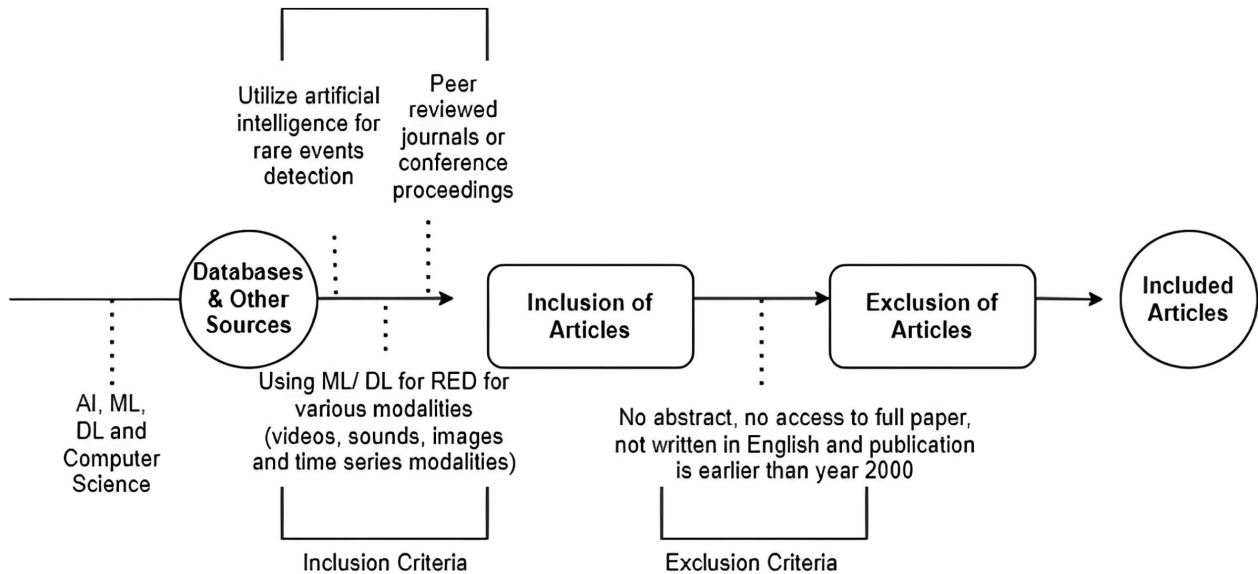 Utilize artificial
intelligence for
rare events
detection
Peer
reviewed
journals or
conference
proceedings
Databases
& Other
Sources
Inclusion of
Articles
Exclusion of
Articles
Included
Articles
AI, ML,
DL and
Computer
Science
Using ML/ DL for RED for
various modalities
(videos, sounds, images
and time series modalities)
No abstract, no access to full paper,
not written in English and publication
is earlier than year 2000
Inclusion Criteria
Exclusion Criteria